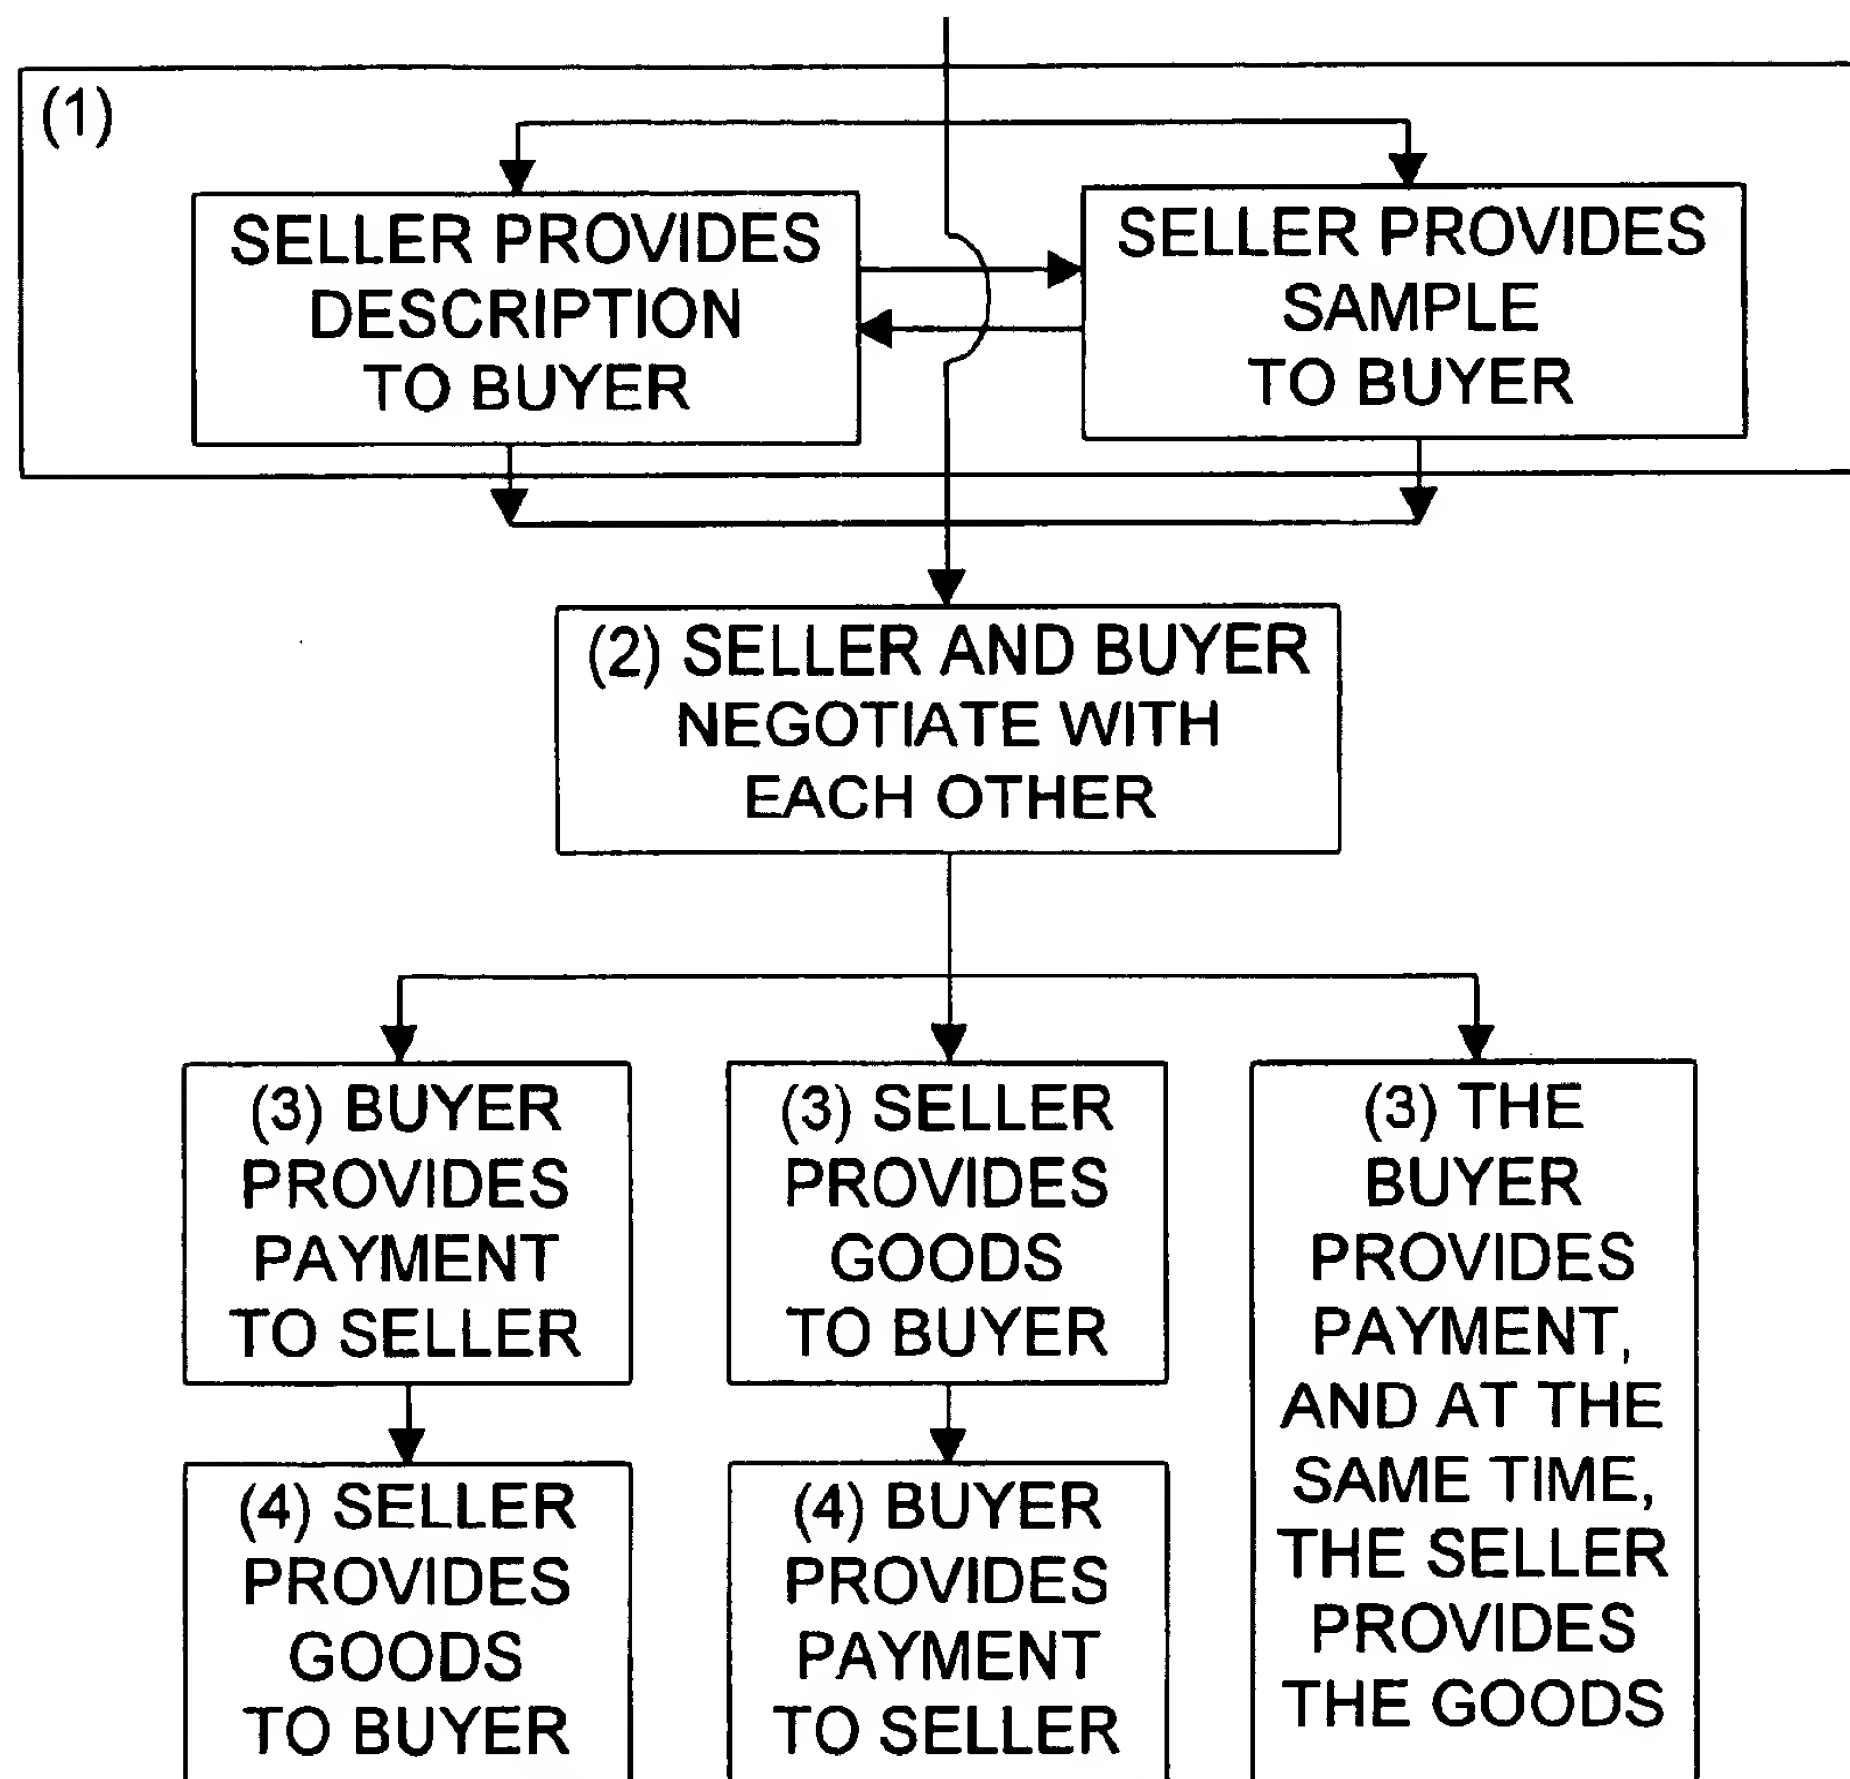 (1)
SELLER PROVIDES
DESCRIPTION
TO BUYER
SELLER PROVIDES
SAMPLE
TO BUYER
(2) SELLER AND BUYER
NEGOTIATE WITH
EACH OTHER
(3) BUYER
PROVIDES
PAYMENT
TO SELLER
(3) SELLER
PROVIDES
GOODS
TO BUYER
(3) THE
BUYER
PROVIDES
PAYMENT,
AND AT THE
SAME TIME,
THE SELLER
PROVIDES
THE GOODS
(4) SELLER
PROVIDES
GOODS
TO BUYER
(4) BUYER
PROVIDES
PAYMENT
TO SELLER